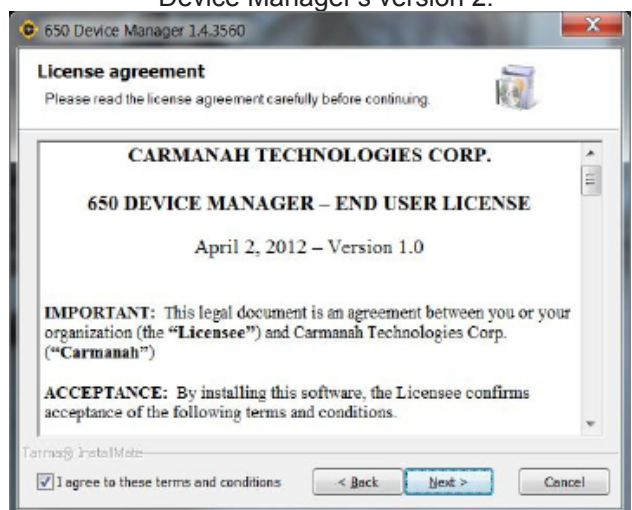 Device Manager's version 2.
650 Device Manager 1.4.3560
License agreement
Please read the license agreement carefully before continuing.
CARMANAH TECHNOLOGIES CORP.
650 DEVICE MANAGER – END USER LICENSE
April 2, 2012 – Version 1.0
IMPORTANT: This legal document is an agreement between you or your
organization (the “Licensee”) and Carmanah Technologies Corp.
(“Carmanah”)
ACCEPTANCE: By installing this software, the Licensee confirms
acceptance of the following terms and conditions.
Tarma® InstallMate
I agree to these terms and conditions
< Back
Next >
Cancel